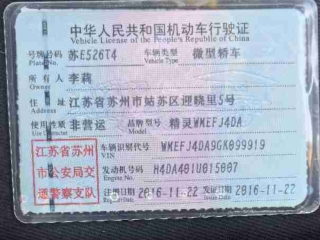 中华人民共和国机动车行驶证
Vehicle License of the People's Republic of China
号牌号码 苏E526T4 车辆类型 微型轿车
Plate No. Vehicle Type
所有人 李莉
Owner
住址 江苏省苏州市姑苏区迎晓里5号
Address
使用性质 非营运 品牌型号 精灵WMEFJ4DA
Use Character Model
江苏省苏州
市公安局交
通警察支队
车辆识别代号 WMEFJ4DA9GK099919
VIN
发动机号码 H4DA401U015667
Engine No.
注册日期 2016-11-22 发证日期 2016-11-22